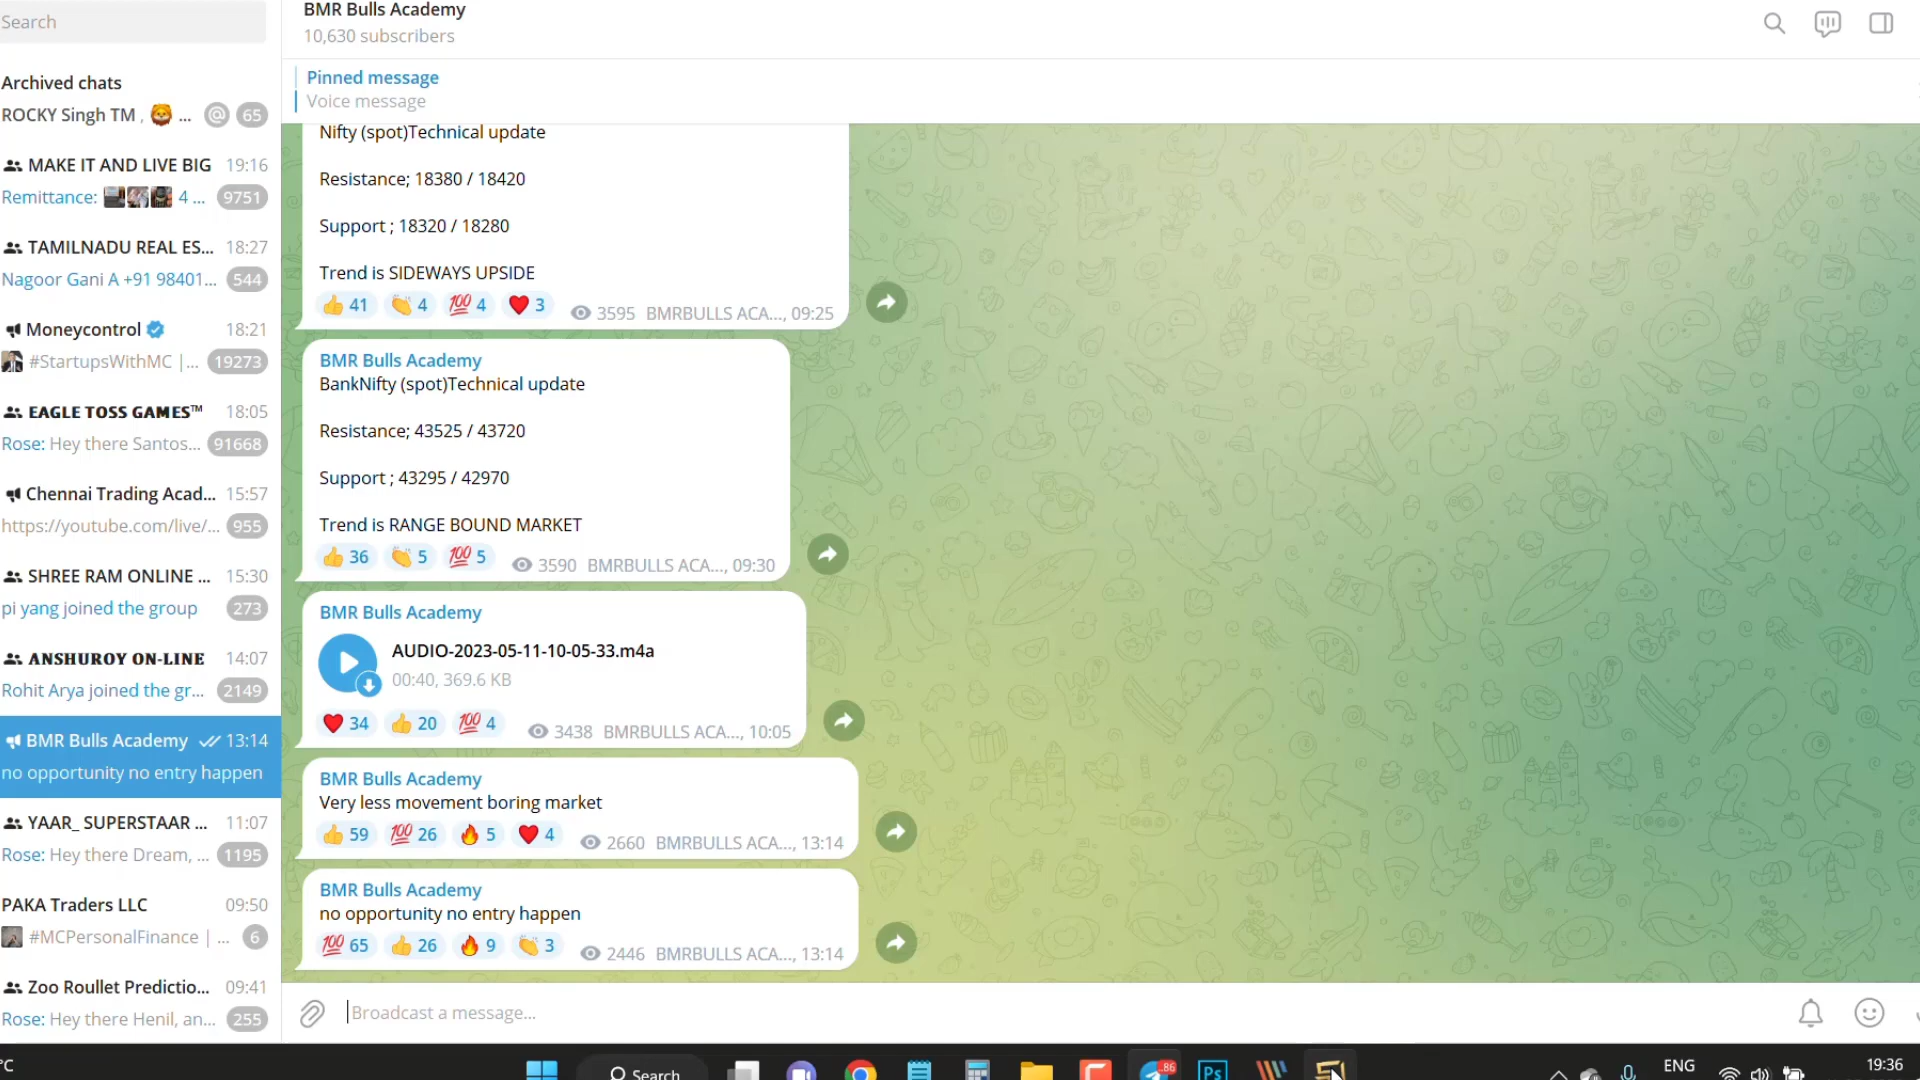 Search
Archived chats
ROCKY Singh TM , ... @ 65
MAKE IT AND LIVE BIG 19:16
Remittance: 4 ... 9751
TAMILNADU REAL ES... 18:27
Nagoor Gani A +91 98401... 544
Moneycontrol 18:21
#StartupsWithMC |... 19273
EAGLE TOSS GAMES™ 18:05
Rose: Hey there Santos... 91668
Chennai Trading Acad... 15:57
https://youtube.com/live/... 955
SHREE RAM ONLINE ... 15:30
pi yang joined the group 273
ANSHUROY ON-LINE 14:07
Rohit Arya joined the gr... 2149
BMR Bulls Academy 13:14
no opportunity no entry happen
YAAR_ SUPERSTAAR ... 11:07
Rose: Hey there Dream, ... 1195
PAKA Traders LLC 09:50
#MCPersonalFinance | ... 6
Zoo Roullet Predictio... 09:41
Rose: Hey there Henil, an... 255
BMR Bulls Academy
10,630 subscribers
Pinned message
Voice message
Nifty (spot)Technical update
Resistance; 18380 / 18420
Support ; 18320 / 18280
Trend is SIDEWAYS UPSIDE
👍 41 👏 4 💯 4 ❤️ 3 3595 BMRBULLS ACA..., 09:25
BMR Bulls Academy
BankNifty (spot)Technical update
Resistance; 43525 / 43720
Support ; 43295 / 42970
Trend is RANGE BOUND MARKET
👍 36 👏 5 💯 5 3590 BMRBULLS ACA..., 09:30
BMR Bulls Academy
AUDIO-2023-05-11-10-05-33.m4a
00:40, 369.6 KB
❤️ 34 👍 20 💯 4 3438 BMRBULLS ACA..., 10:05
BMR Bulls Academy
Very less movement boring market
👍 59 💯 26 🔥 5 ❤️ 4 2660 BMRBULLS ACA..., 13:14
BMR Bulls Academy
no opportunity no entry happen
💯 65 👍 26 🔥 9 👏 3 2446 BMRBULLS ACA..., 13:14
Broadcast a message...
°C
Search
..86
Ps
ENG
19:36